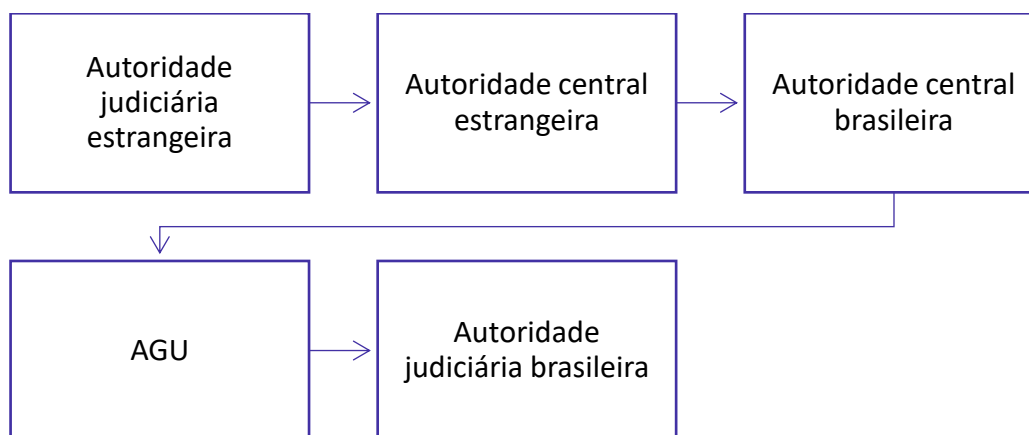 Autoridade
judiciária
estrangeira
Autoridade central
estrangeira
Autoridade central
brasileira
AGU
Autoridade
judiciária brasileira